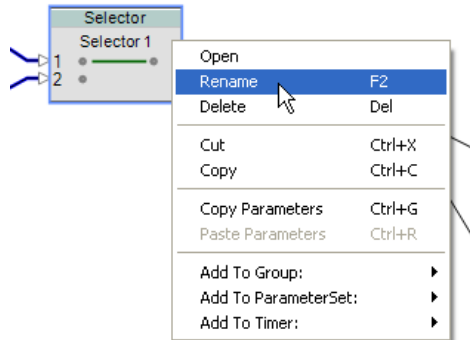 Selector
Selector 1
1
2
Open
Rename F2
Delete Del
Cut Ctrl+X
Copy Ctrl+C
Copy Parameters Ctrl+G
Paste Parameters Ctrl+R
Add To Group:
Add To ParameterSet:
Add To Timer: